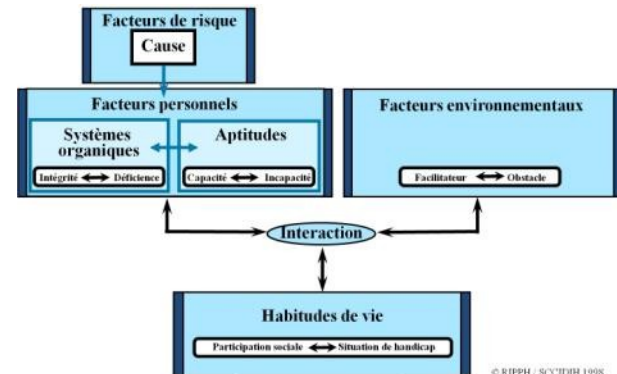 Facteurs de risque
Cause
Facteurs personnels
Systèmes
organiques
Aptitudes
Intégrité
Déficience
Capacité
Incapacité
Facteurs environnementaux
Facilitateur
Obstacle
Interaction
Habitudes de vie
Participation sociale
Situation de handicap
© RIPPH / SCCIDIH 1998